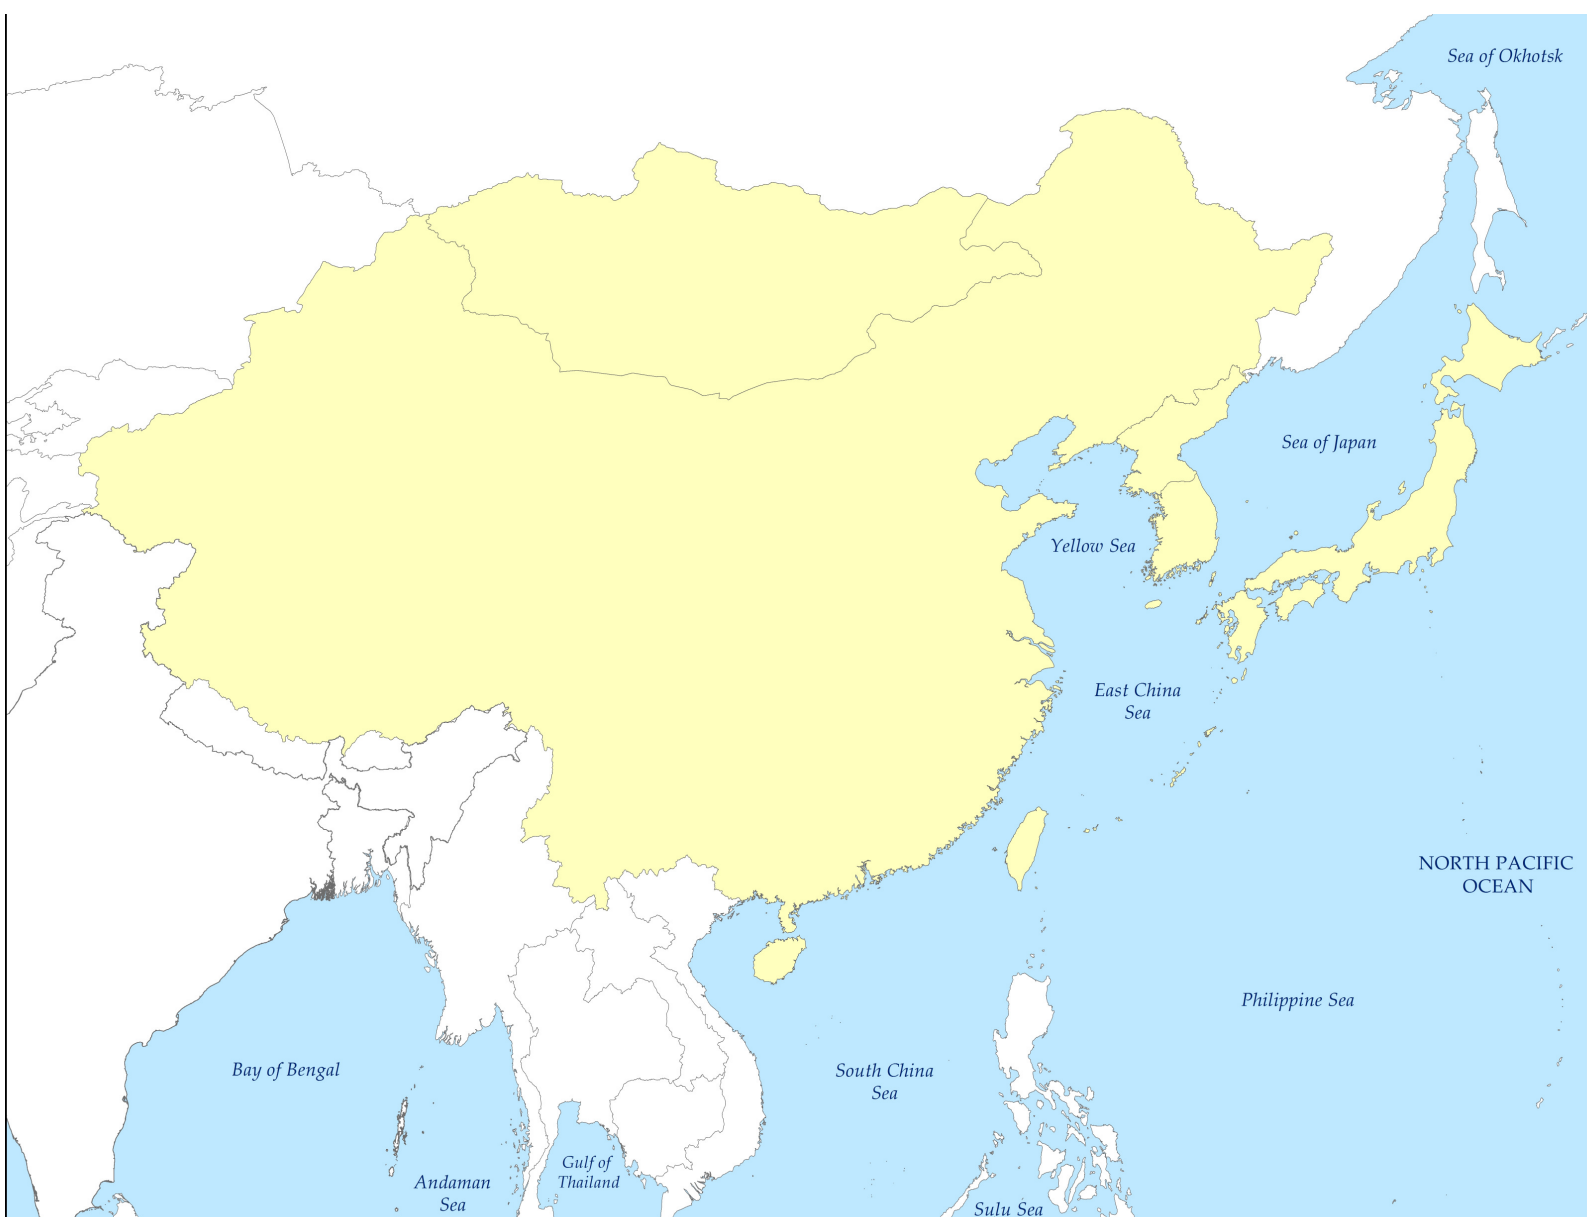 Sea of Okhotsk
Sea of Japan
Yellow Sea
East China
Sea
NORTH PACIFIC
OCEAN
Philippine Sea
South China
Sea
Bay of Bengal
Gulf of
Thailand
Andaman
Sea
Sulu Sea